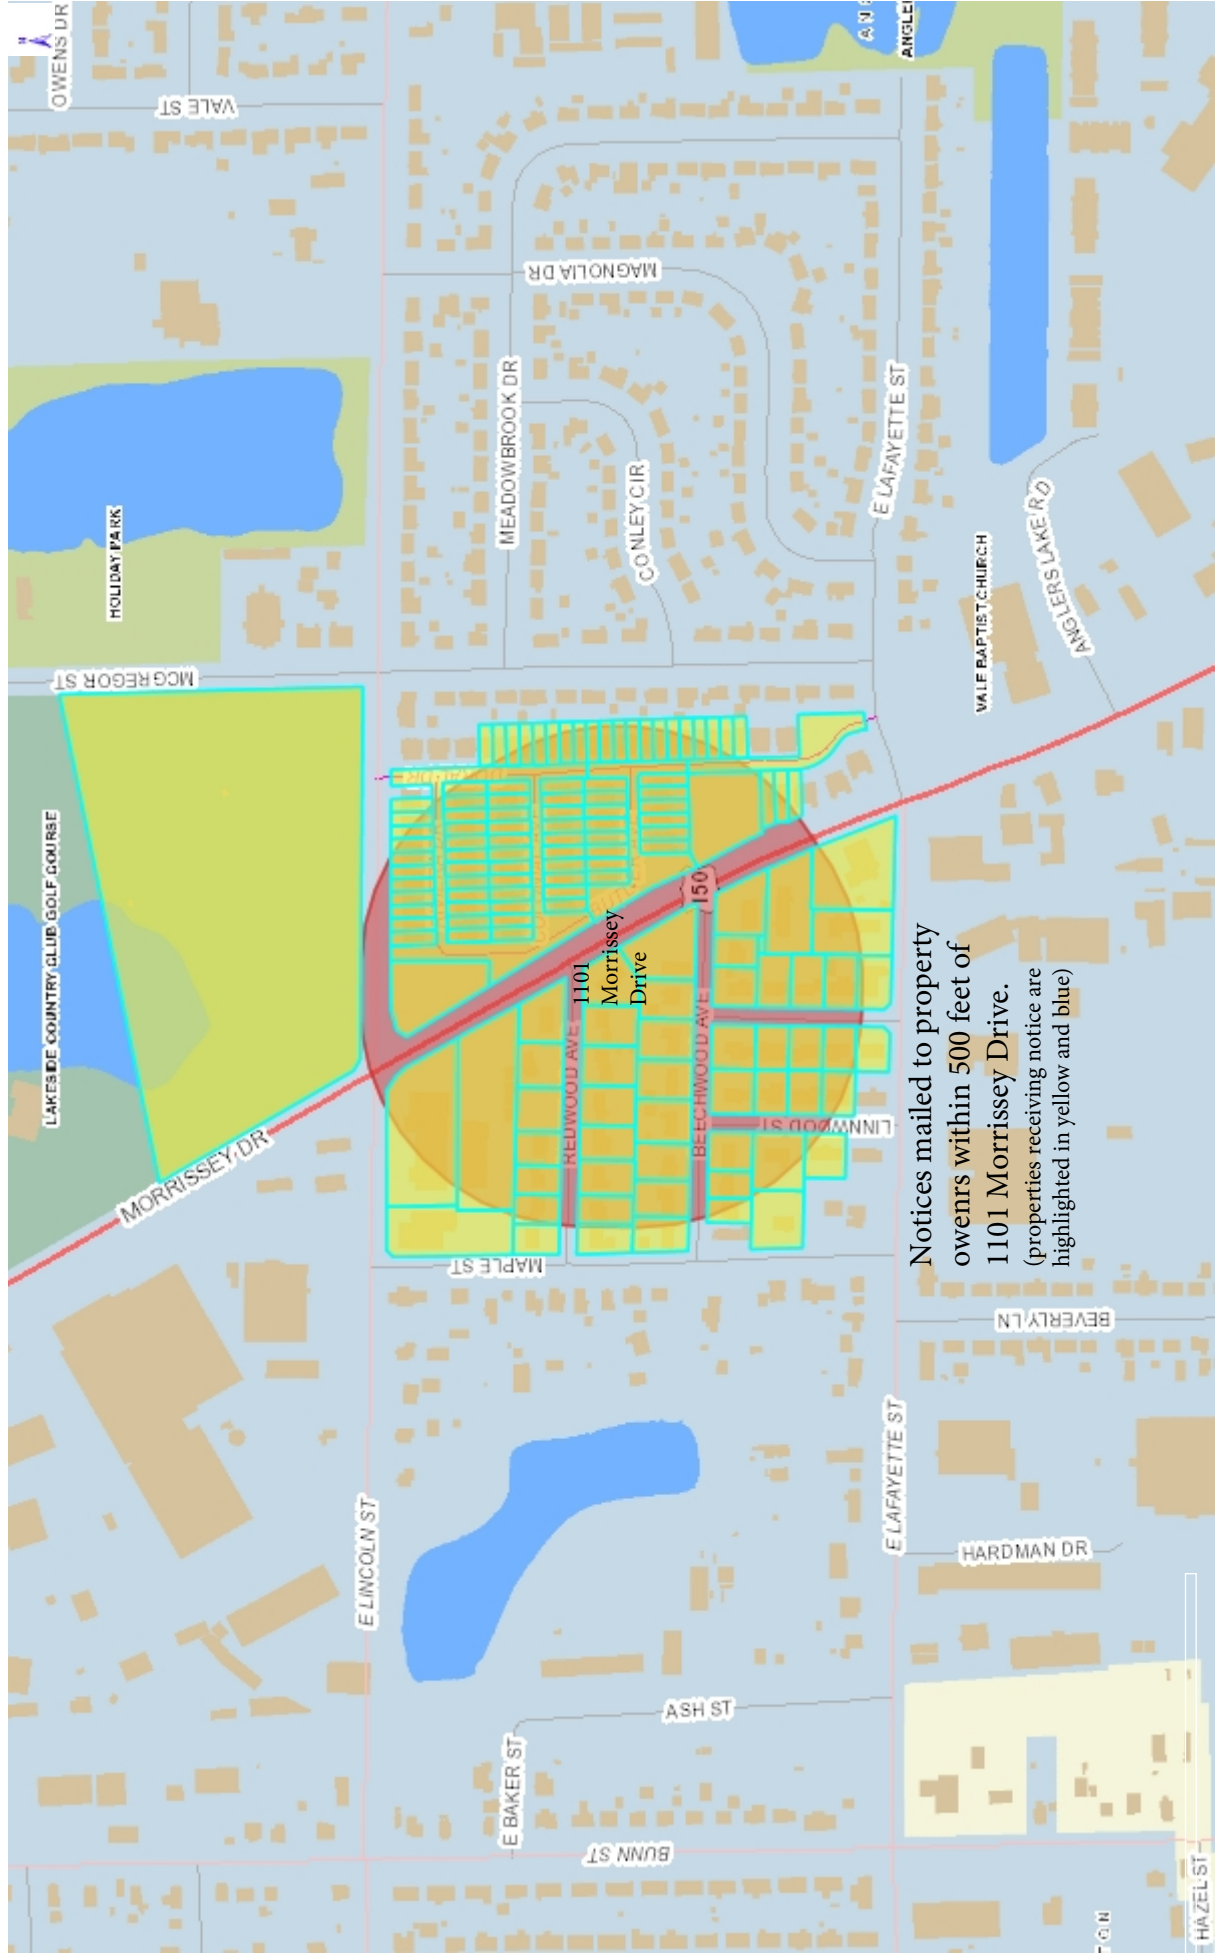 OWENS DR
VALE ST
ANGLE
HOLIDAY PARK
MCGREGOR ST
LAKESIDE COUNTRY CLUB GOLF COURSE
MORRISSEY DR
MAGNOLIA DR
MEADOWBROOK DR
CONLEY CIR
E LAFAYETTE ST
VALE BAPTIST CHURCH
ANGLERS LAKE RD
150
1101
Morrissey
Drive
REDWOOD AVE
BEECHWOOD AVE
LINNWOOD ST
MAPLE ST
Notices mailed to property
owenrs within 500 feet of
1101 Morrissey Drive.
(properties receiving notice are
highlighted in yellow and blue)
BEVERLY LN
E LINCOLN ST
E LAFAYETTE ST
HARDMAN DR
ASH ST
E BAKER ST
BUNN ST
HAZEL ST